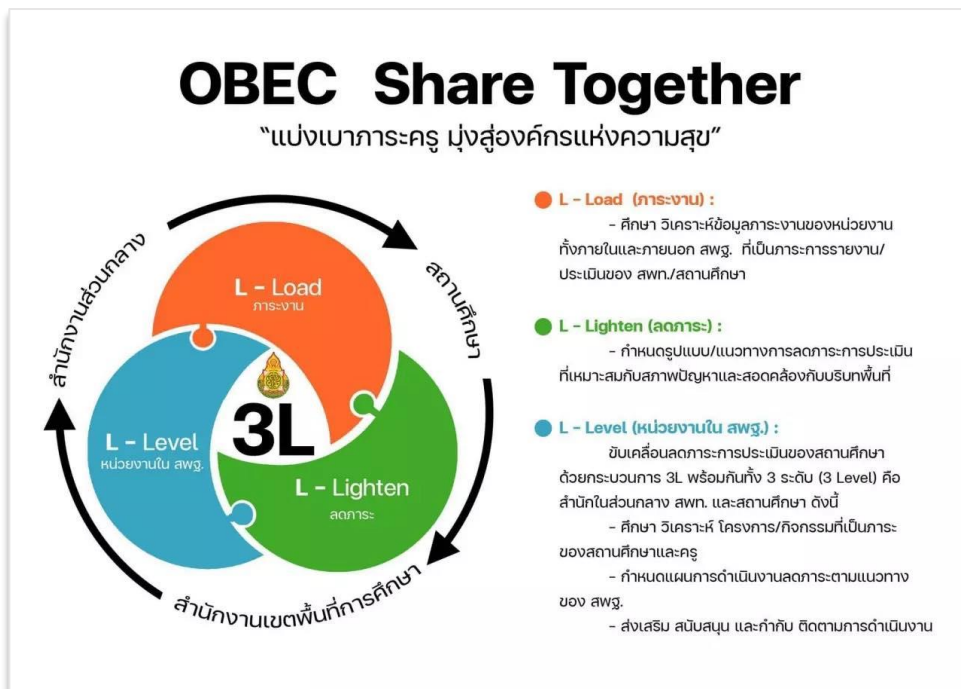 OBEC Share Together
"แบ่งเบาภาระครู มุ่งสู่องค์กรแห่งความสุข"
สำนักงานส่วนกลาง
สถานศึกษา
สำนักงานเขตพื้นที่การศึกษา
L - Load
ภาระงาน
L - Level
หน่วยงานใน สพฐ.
3L
L - Lighten
ลดภาระ
L - Load (ภาระงาน) :
- ศึกษา วิเคราะห์ข้อมูลภาระงานของหน่วยงาน
ทั้งภายในและภายนอก สพฐ. ที่เป็นภาระการรายงาน/
ประเมินของ สพท./สถานศึกษา
L - Lighten (ลดภาระ) :
- กำหนดรูปแบบ/แนวทางการลดภาระการประเมิน
ที่เหมาะสมกับสภาพปัญหาและสอดคล้องกับบริบทพื้นที่
L - Level (หน่วยงานใน สพฐ.) :
ขับเคลื่อนลดภาระการประเมินของสถานศึกษา
ด้วยกระบวนการ 3L พร้อมกันทั้ง 3 ระดับ (3 Level) คือ
สำนักในส่วนกลาง สพท. และสถานศึกษา ดังนี้
- ศึกษา วิเคราะห์ โครงการ/กิจกรรมที่เป็นภาระ
ของสถานศึกษาและครู
- กำหนดแผนการดำเนินงานลดภาระตามแนวทาง
ของ สพฐ.
- ส่งเสริม สนับสนุน และกำกับ ติดตามการดำเนินงาน